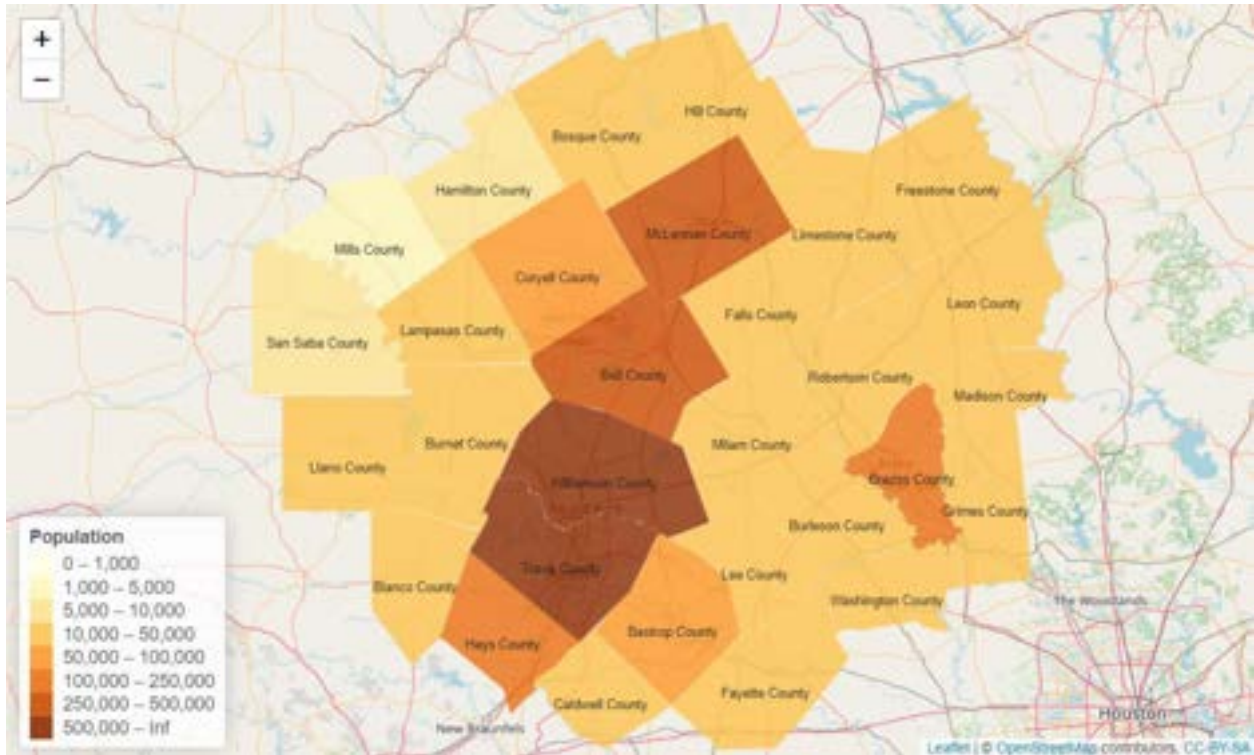 +
−
Hill County
Bosque County
Hamilton County
Freestone County
McLennan County
Limestone County
Mills County
Coryell County
Leon County
Falls County
Lampasas County
San Saba County
Bell County
Robertson County
Madison County
Burnet County
Milam County
Llano County
Williamson County
Brazos County
Grimes County
Burleson County
Travis County
Lee County
Blanco County
Washington County
The Woodlands
Bastrop County
Hays County
Fayette County
Caldwell County
New Braunfels
Houston
Population
0 – 1,000
1,000 – 5,000
5,000 – 10,000
10,000 – 50,000
50,000 – 100,000
100,000 – 250,000
250,000 – 500,000
500,000 – Inf
Leaflet | © OpenStreetMap contributors, CC-BY-SA